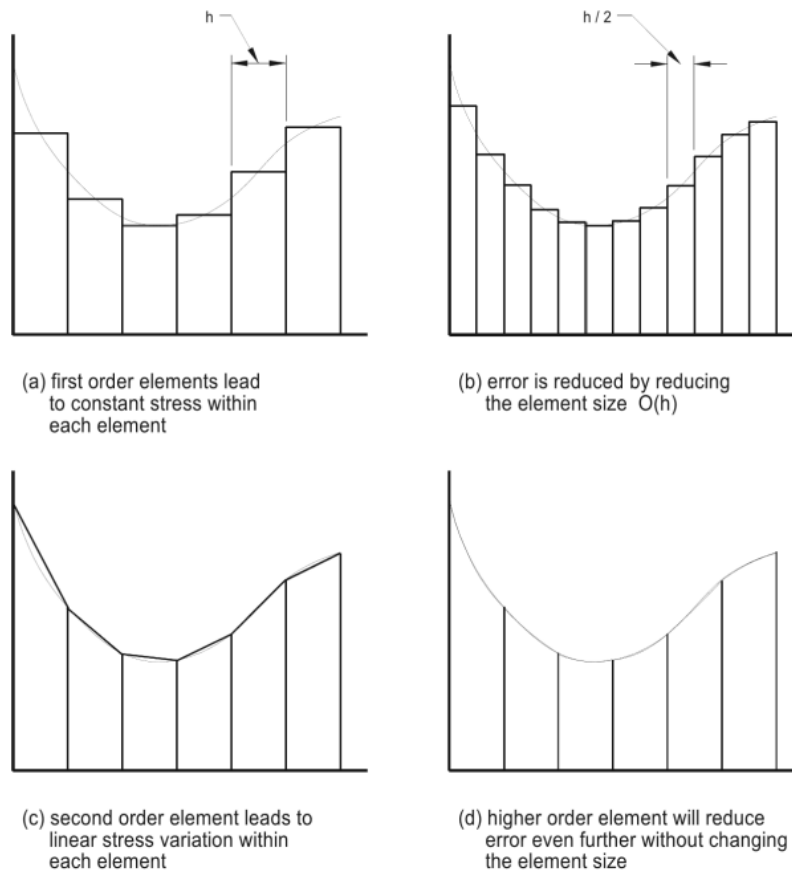 h
h / 2
(a) first order elements lead
to constant stress within
each element
(b) error is reduced by reducing
the element size O(h)
(c) second order element leads to
linear stress variation within
each element
(d) higher order element will reduce
error even further without changing
the element size